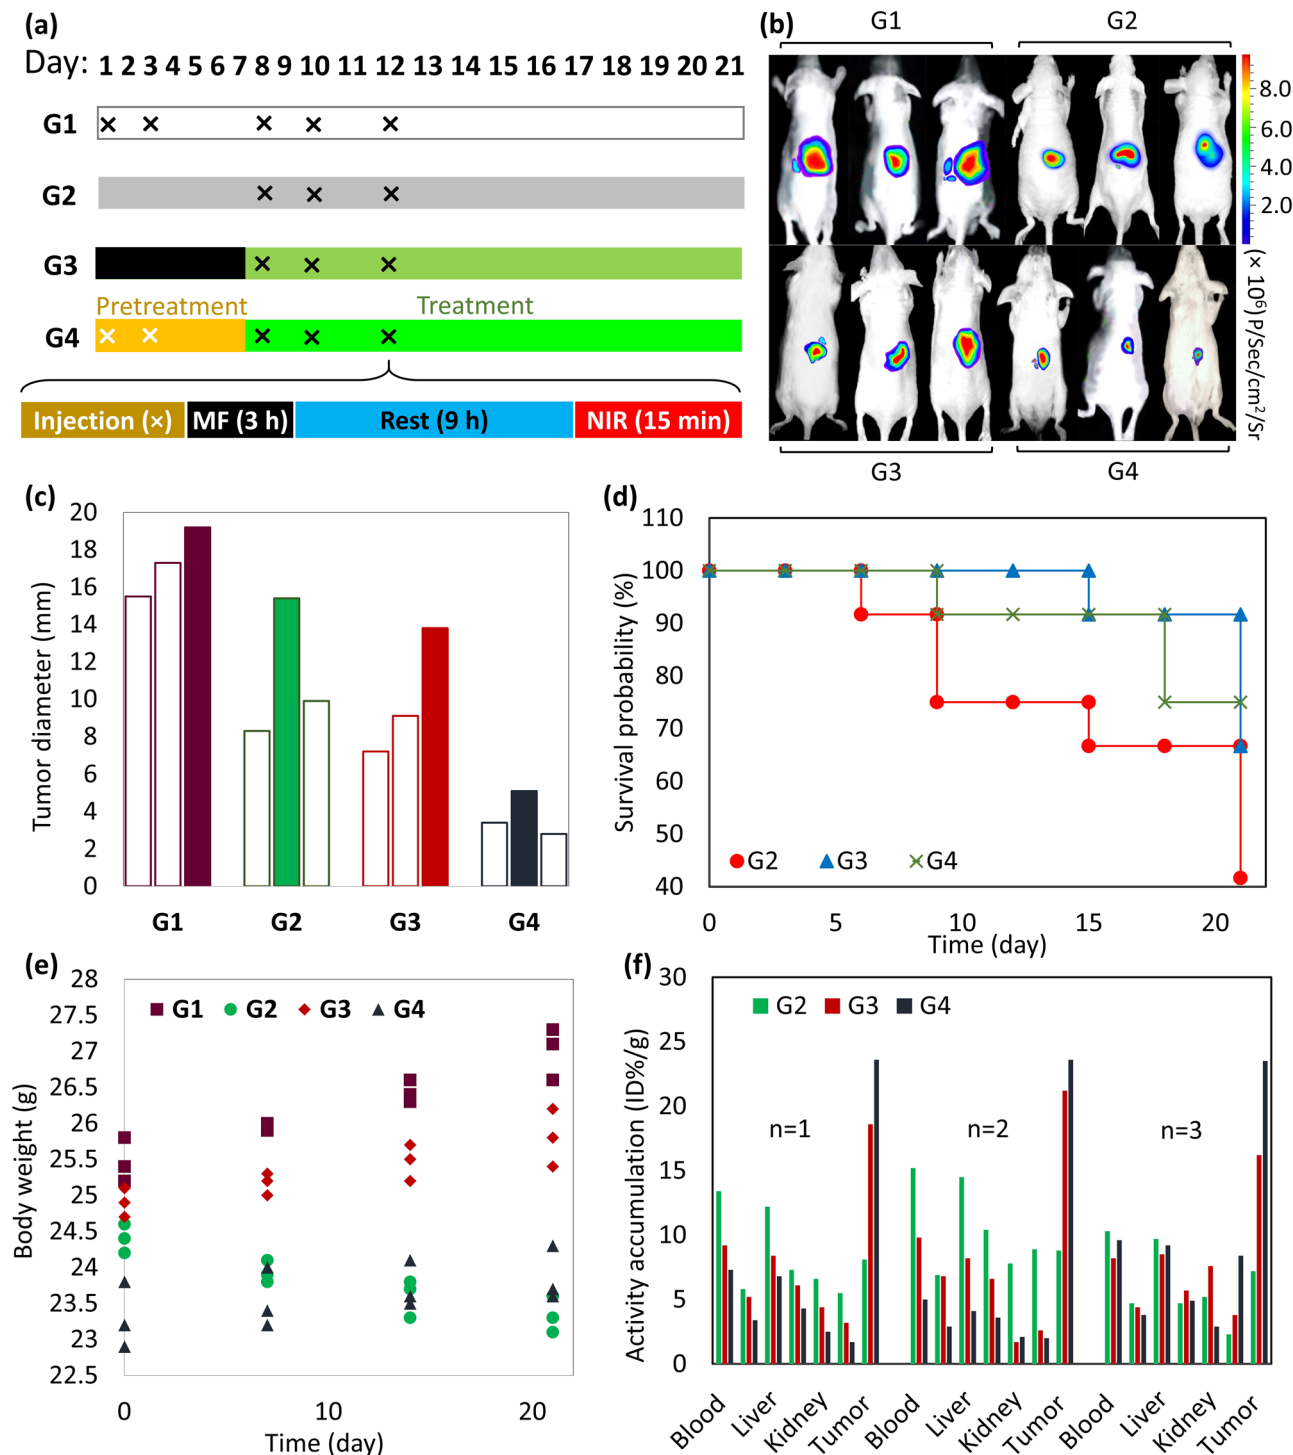 (a)
Day: 1 2 3 4 5 6 7 8 9 10 11 12 13 14 15 16 17 18 19 20 21
G1 × × × × ×
G2 × × ×
G3 × × ×
Pretreatment Treatment
G4 × × × × ×
Injection (×) MF (3 h) Rest (9 h) NIR (15 min)
(b)
G1 G2
8.0
6.0
4.0
2.0
(× 10⁶) P/Sec/cm²/Sr
G3 G4
(c)
Tumor diameter (mm)
20
18
16
14
12
10
8
6
4
2
0
G1 G2 G3 G4
(d)
Survival probability (%)
110
100
90
80
70
60
50
40
G2 G3 G4
0 5 10 15 20
Time (day)
(e)
Body weight (g)
28
27.5
27
26.5
26
25.5
25
24.5
24
23.5
23
22.5
G1 G2 G3 G4
0 10 20
Time (day)
(f)
Activity accumulation (ID%/g)
30
25
20
15
10
5
0
G2 G3 G4
n=1 n=2 n=3
Blood Liver Kidney Tumor Blood Liver Kidney Tumor Blood Liver Kidney Tumor